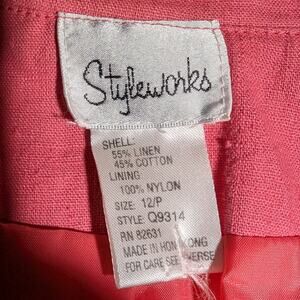 Styleworks
SHELL:
55% LINEN
45% COTTON
LINING
100% NYLON
SIZE: 12/P
STYLE: Q9314
RN 82631
MADE IN HONG KONG
FOR CARE SEE REVERSE